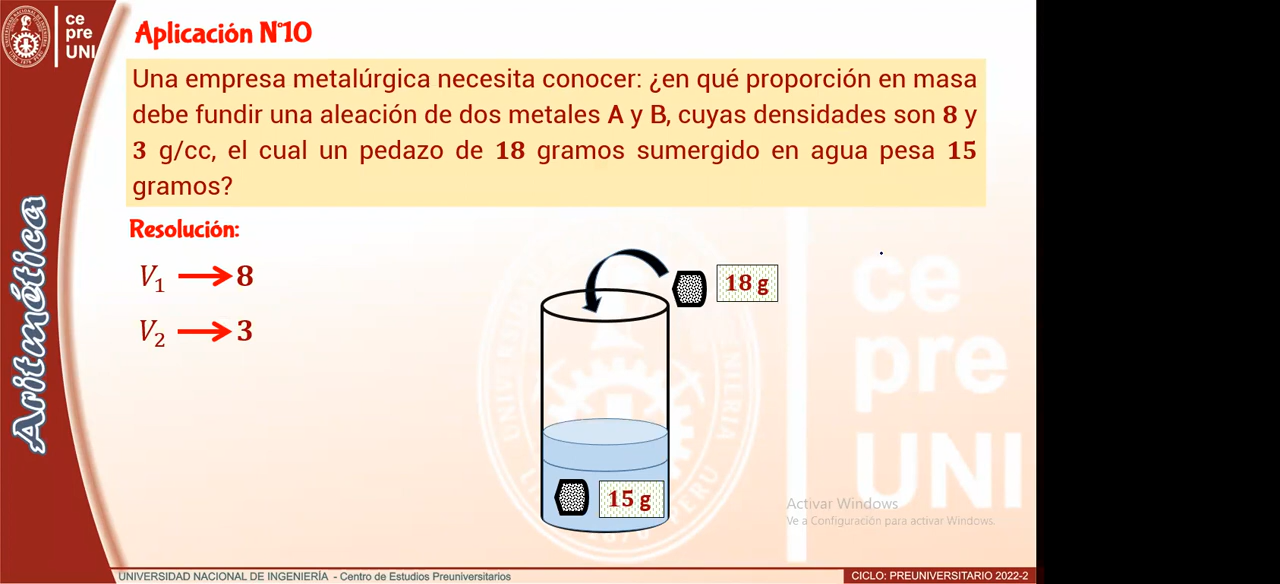 ce
pre
UNI
Aplicación N°10
Una empresa metalúrgica necesita conocer: ¿en qué proporción en masa
debe fundir una aleación de dos metales A y B, cuyas densidades son 8 y
3 g/cc, el cual un pedazo de 18 gramos sumergido en agua pesa 15
gramos?
Resolución:
V₁ → 8
V₂ → 3
18 g
15 g
Aritmética
ce
pre
UNI
Activar Windows
Ve a Configuración para activar Windows.
UNIVERSIDAD NACIONAL DE INGENIERÍA - Centro de Estudios Preuniversitarios
CICLO: PREUNIVERSITARIO 2022-2